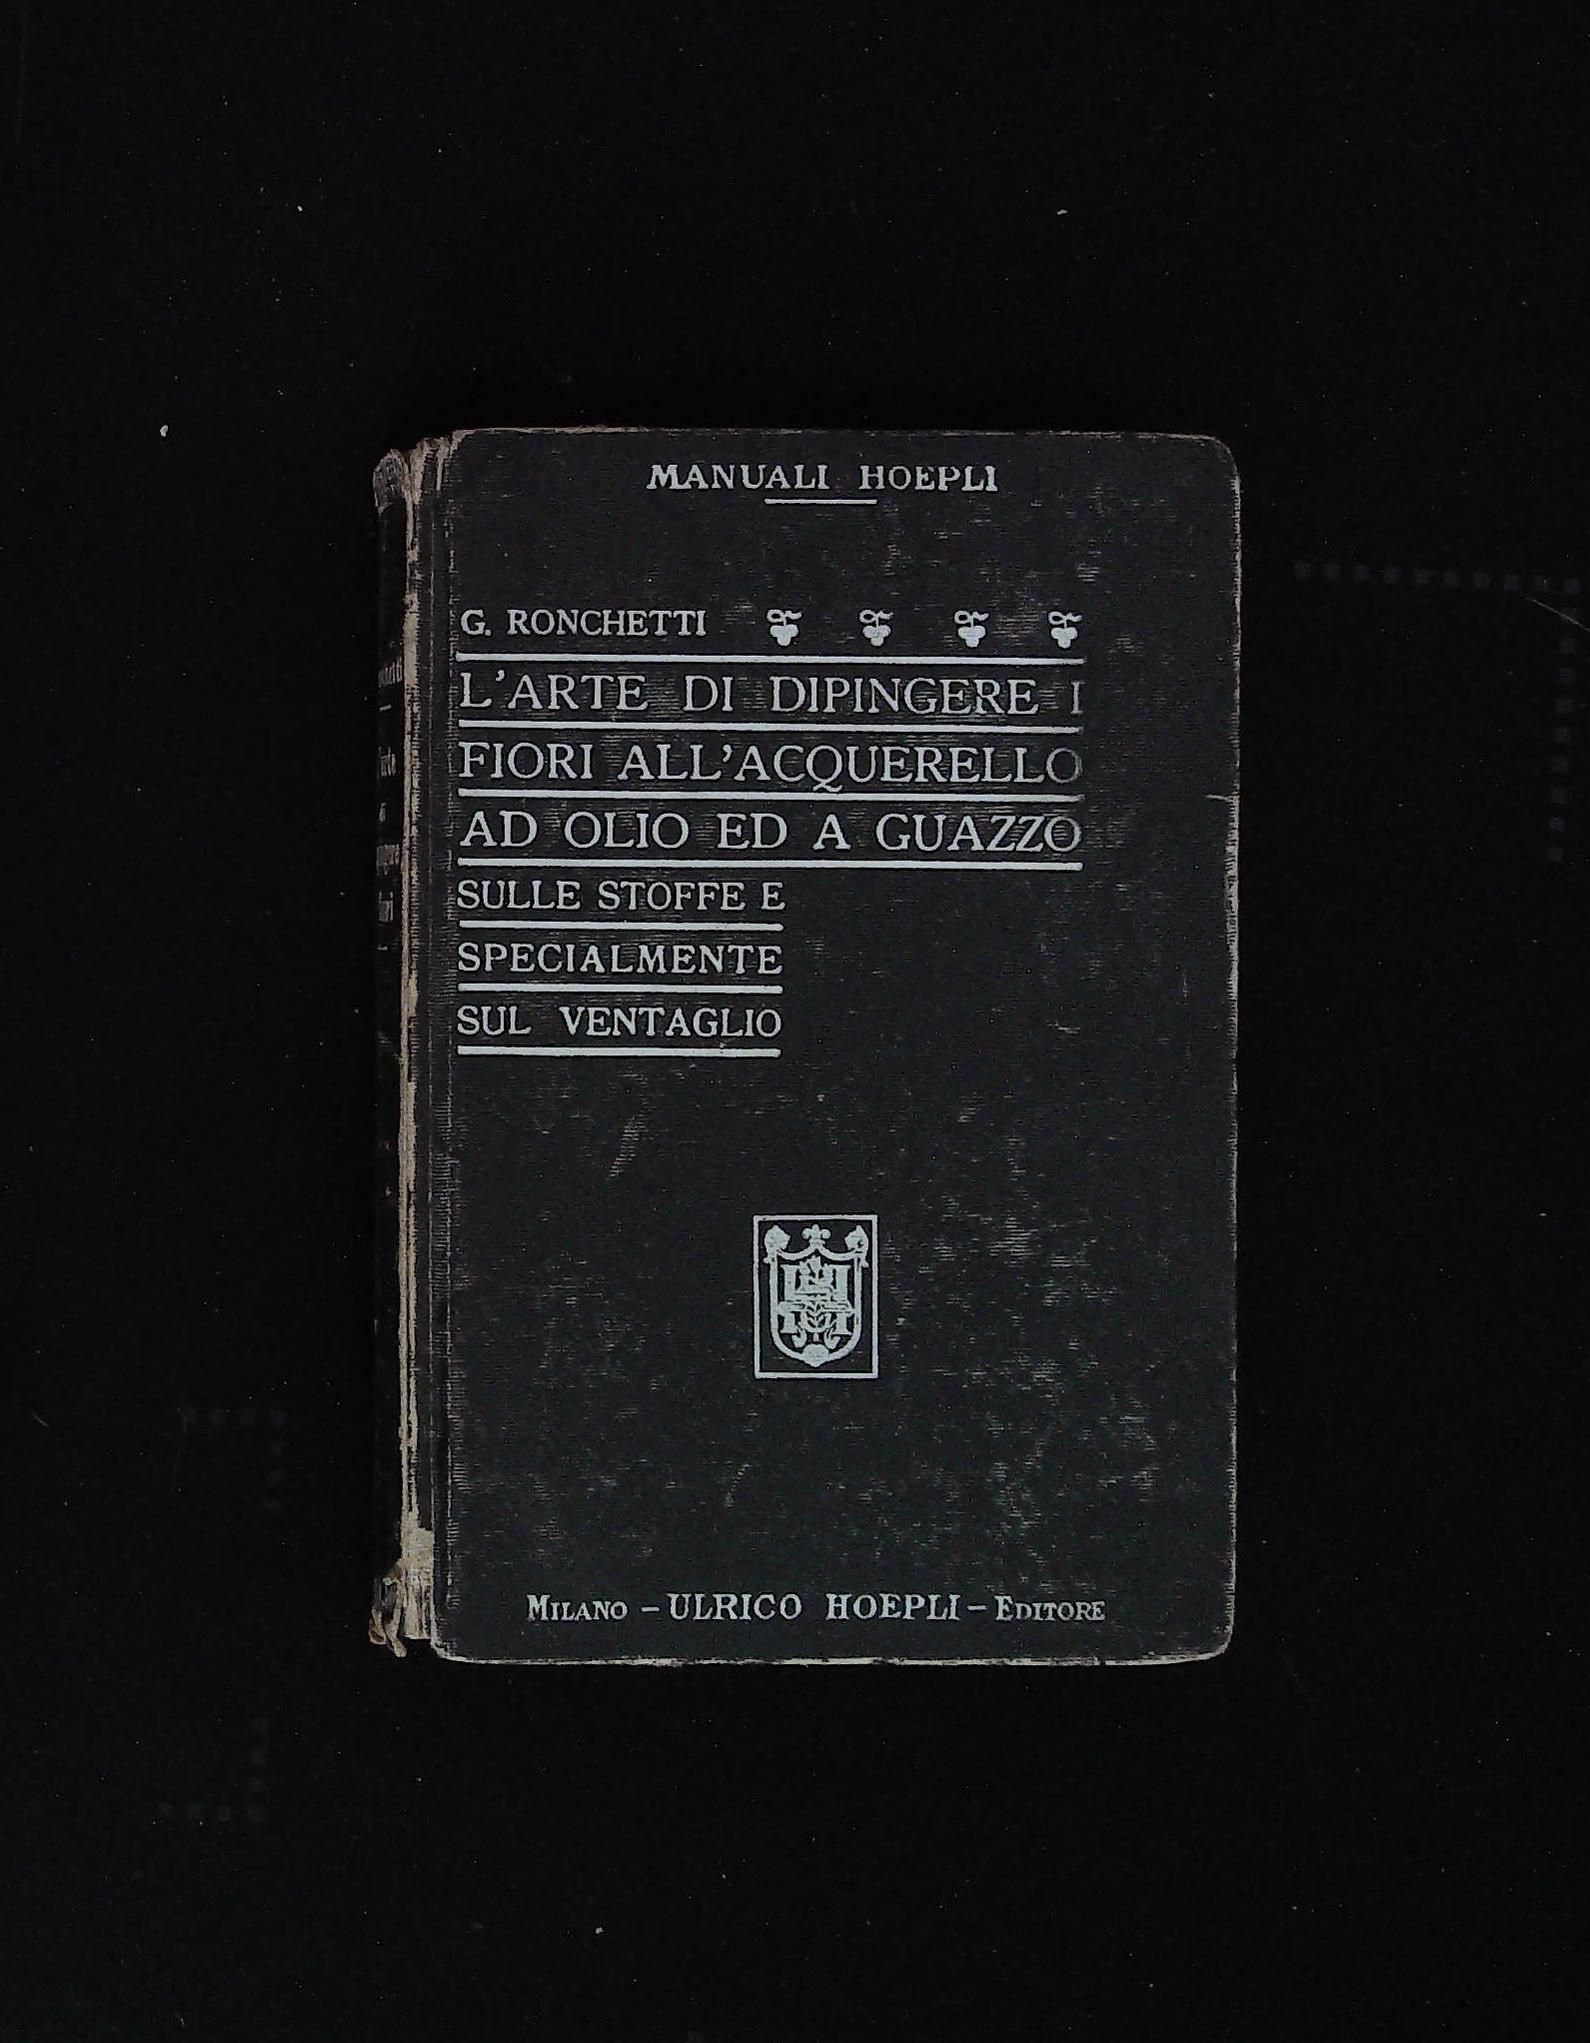 MANUALI HOEPLI
G. RONCHETTI
L'ARTE DI DIPINGERE I
FIORI ALL'ACQUERELLO
AD OLIO ED A GUAZZO
SULLE STOFFE E
SPECIALMENTE
SUL VENTAGLIO
MILANO – ULRICO HOEPLI – EDITORE